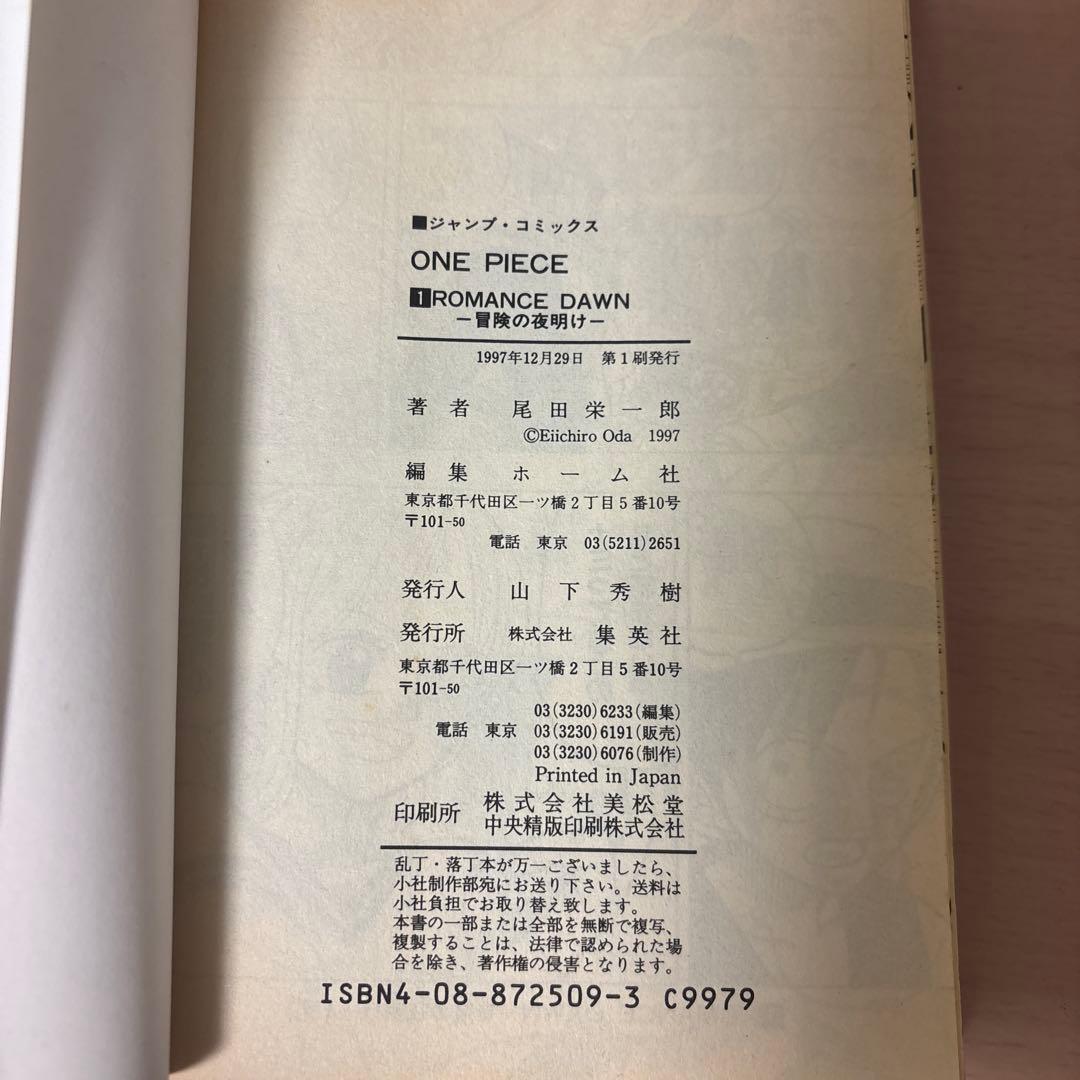 ■ジャンプ・コミックス
ONE PIECE
1 ROMANCE DAWN
―冒険の夜明け―
1997年12月29日 第1刷発行
著者 尾田栄一郎
©Eiichiro Oda 1997
編集 ホーム社
東京都千代田区一ツ橋2丁目5番10号
〒101-50
電話 東京 03(5211)2651
発行人 山下秀樹
発行所 株式会社 集英社
東京都千代田区一ツ橋2丁目5番10号
〒101-50
03(3230)6233(編集)
電話 東京 03(3230)6191(販売)
03(3230)6076(制作)
Printed in Japan
印刷所 株式会社美松堂
中央精版印刷株式会社
乱丁・落丁本が万一ございましたら、
小社制作部宛にお送り下さい。送料は
小社負担でお取り替え致します。
本書の一部または全部を無断で複写、
複製することは、法律で認められた場
合を除き、著作権の侵害となります。
ISBN4-08-872509-3 C9979